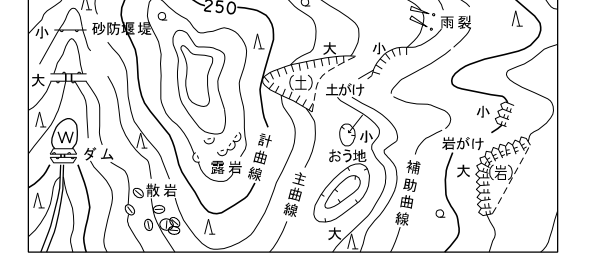 250
小
砂防堰堤
大
小
雨裂
大
(土)
土がけ
小
W
ダム
小
岩がけ
おう地
大
(岩)
露岩
計曲線
散岩
主曲線
補助曲線
大